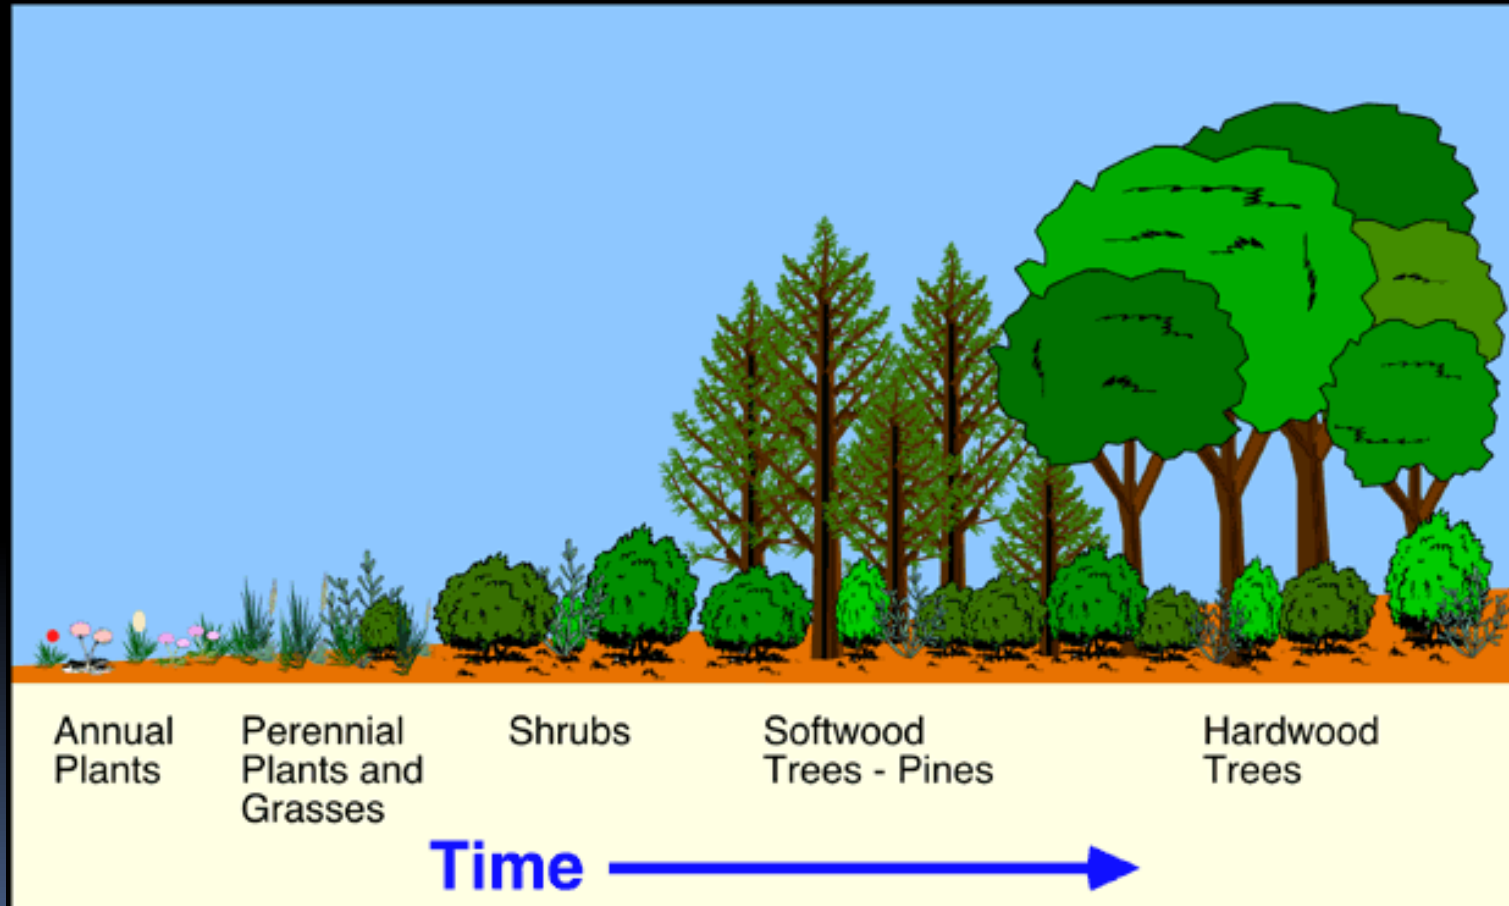 Annual
Plants
Perennial
Plants and
Grasses
Shrubs
Softwood
Trees - Pines
Hardwood
Trees
Time